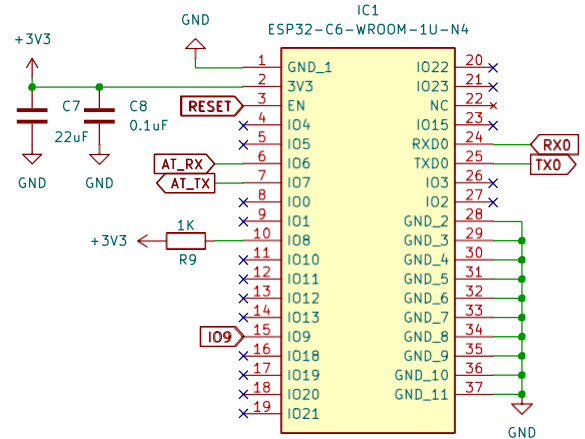 IC1
ESP32-C6-WROOM-1U-N4
GND
+3V3
C7
22uF
C8
0.1uF
GND
GND
RESET
AT_RX
AT_TX
+3V3
1K
R9
IO9
1 GND_1
2 3V3
3 EN
4 IO4
5 IO5
6 IO6
7 IO7
8 IO0
9 IO1
10 IO8
11 IO10
12 IO11
13 IO12
14 IO13
15 IO9
16 IO18
17 IO19
18 IO20
19 IO21
IO22 20
IO23 21
NC 22
IO15 23
RXD0 24
TXD0 25
IO3 26
IO2 27
GND_2 28
GND_3 29
GND_4 30
GND_5 31
GND_6 32
GND_7 33
GND_8 34
GND_9 35
GND_10 36
GND_11 37
RX0
TX0
GND